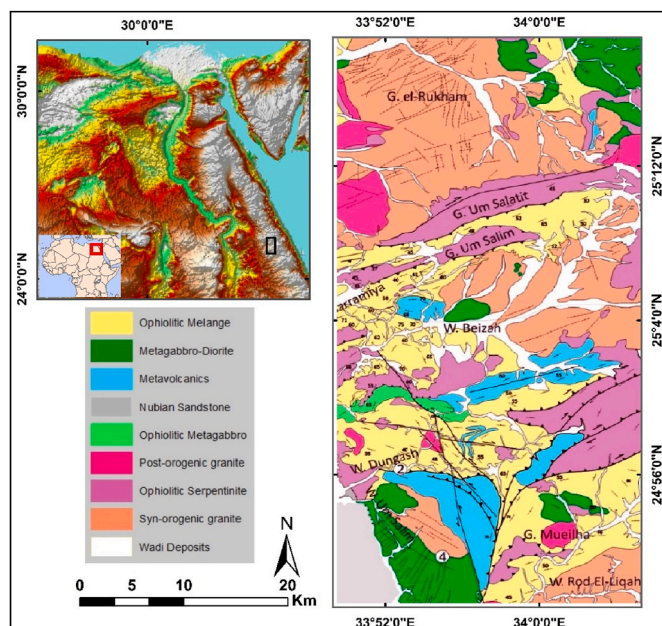 30°0'0"E
30°0'0"N
24°0'0"N
33°52'0"E
34°0'0"E
G. el-Rukham
G. Um Salatit
G. Um Salim
arramiya
W. Beizah
W. Dungash
2
4
G. Mueilha
W. Rod El-Liqah
25°12'0"N
25°4'0"N
24°56'0"N
33°52'0"E
34°0'0"E
Ophiolitic Melange
Metagabbro-Diorite
Metavolcanics
Nubian Sandstone
Ophiolitic Metagabbro
Post-orogenic granite
Ophiolitic Serpentinite
Syn-orogenic granite
Wadi Deposits
N
0 5 10 20
Km